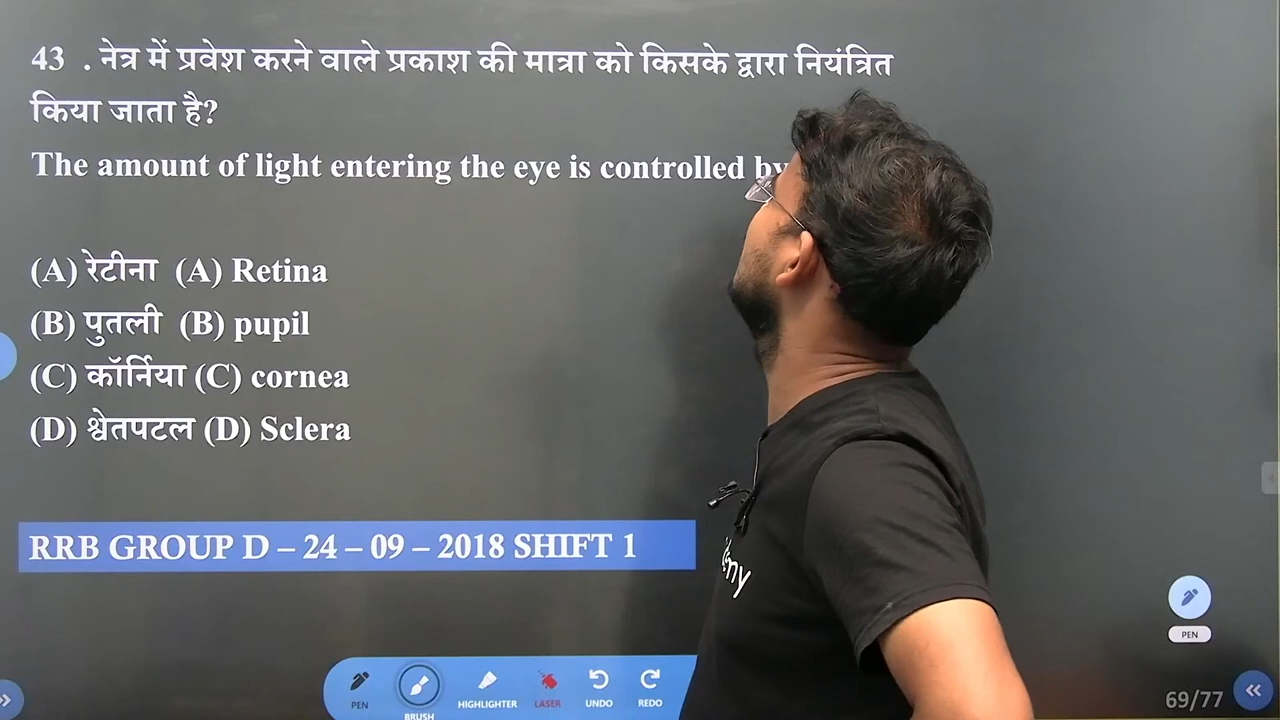 43 . नेत्र में प्रवेश करने वाले प्रकाश की मात्रा को किसके द्वारा नियंत्रित
किया जाता है?
The amount of light entering the eye is controlled by
(A) रेटीना (A) Retina
(B) पुतली (B) pupil
(C) कॉर्निया (C) cornea
(D) श्वेतपटल (D) Sclera
RRB GROUP D – 24 – 09 – 2018 SHIFT 1
PEN
BRUSH
HIGHLIGHTER
LASER
UNDO
REDO
PEN
69/77